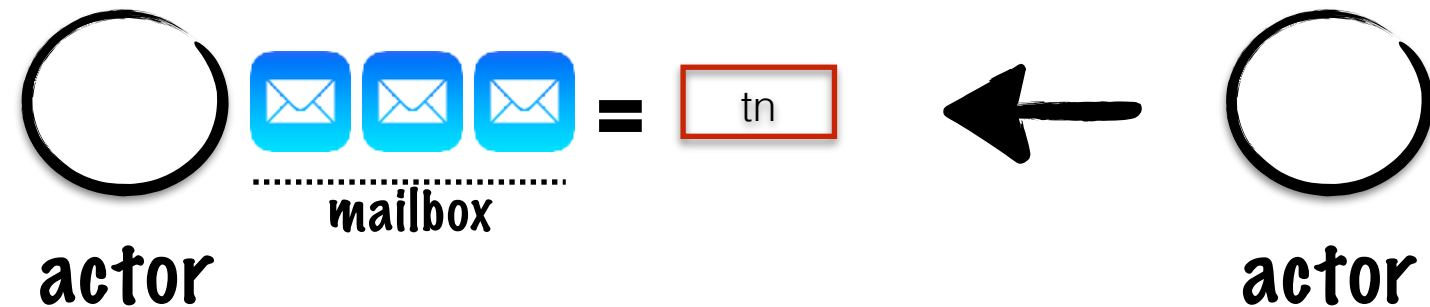 =
tn
mailbox
actor
actor